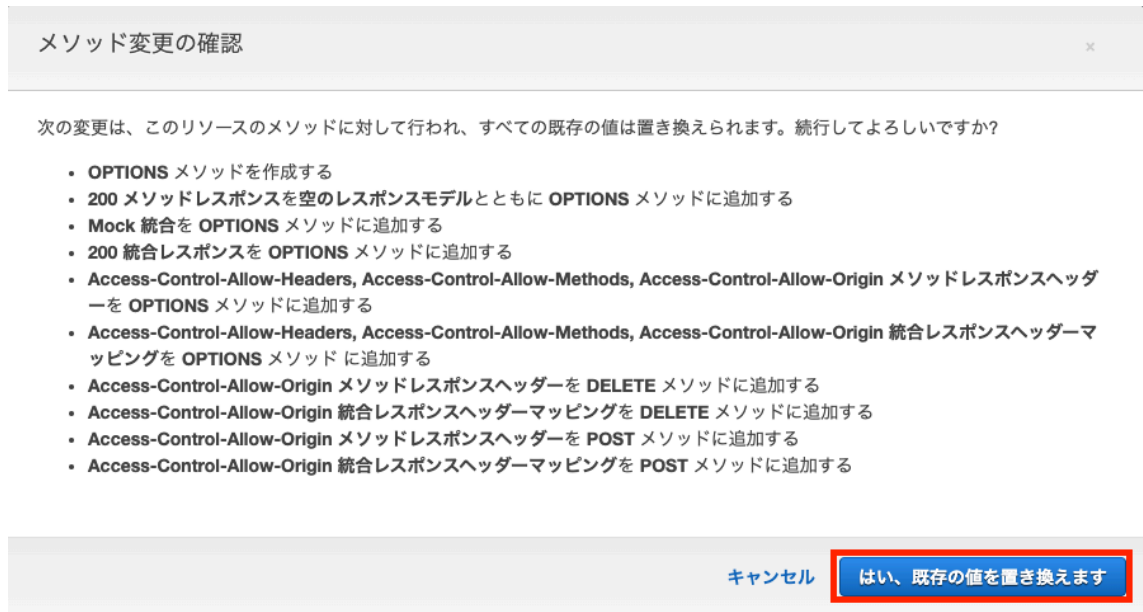 メソッド変更の確認
×
次の変更は、このリソースのメソッドに対して行われ、すべての既存の値は置き換えられます。続行してよろしいですか?
• OPTIONS メソッドを作成する
• 200 メソッドレスポンスを空のレスポンスモデルとともに OPTIONS メソッドに追加する
• Mock 統合を OPTIONS メソッドに追加する
• 200 統合レスポンスを OPTIONS メソッドに追加する
• Access-Control-Allow-Headers, Access-Control-Allow-Methods, Access-Control-Allow-Origin メソッドレスポンスヘッダ
ーを OPTIONS メソッドに追加する
• Access-Control-Allow-Headers, Access-Control-Allow-Methods, Access-Control-Allow-Origin 統合レスポンスヘッダーマ
ッピングを OPTIONS メソッド に追加する
• Access-Control-Allow-Origin メソッドレスポンスヘッダーを DELETE メソッドに追加する
• Access-Control-Allow-Origin 統合レスポンスヘッダーマッピングを DELETE メソッドに追加する
• Access-Control-Allow-Origin メソッドレスポンスヘッダーを POST メソッドに追加する
• Access-Control-Allow-Origin 統合レスポンスヘッダーマッピングを POST メソッドに追加する
キャンセル
はい、既存の値を置き換えます